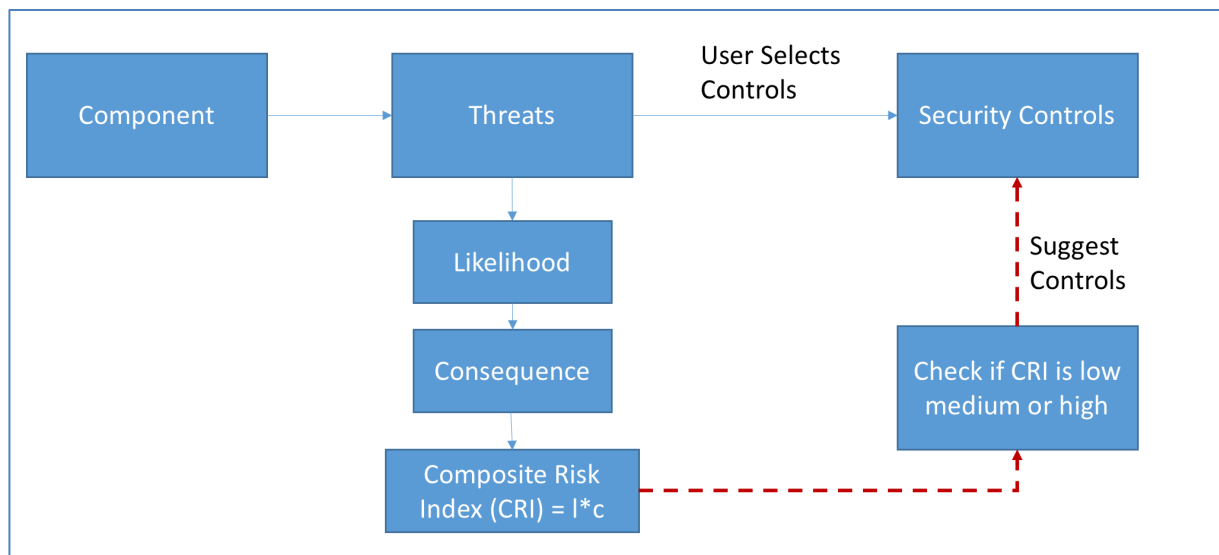 Component
Threats
User Selects
Controls
Security Controls
Likelihood
Suggest
Controls
Consequence
Check if CRI is low
medium or high
Composite Risk
Index (CRI) = l*c